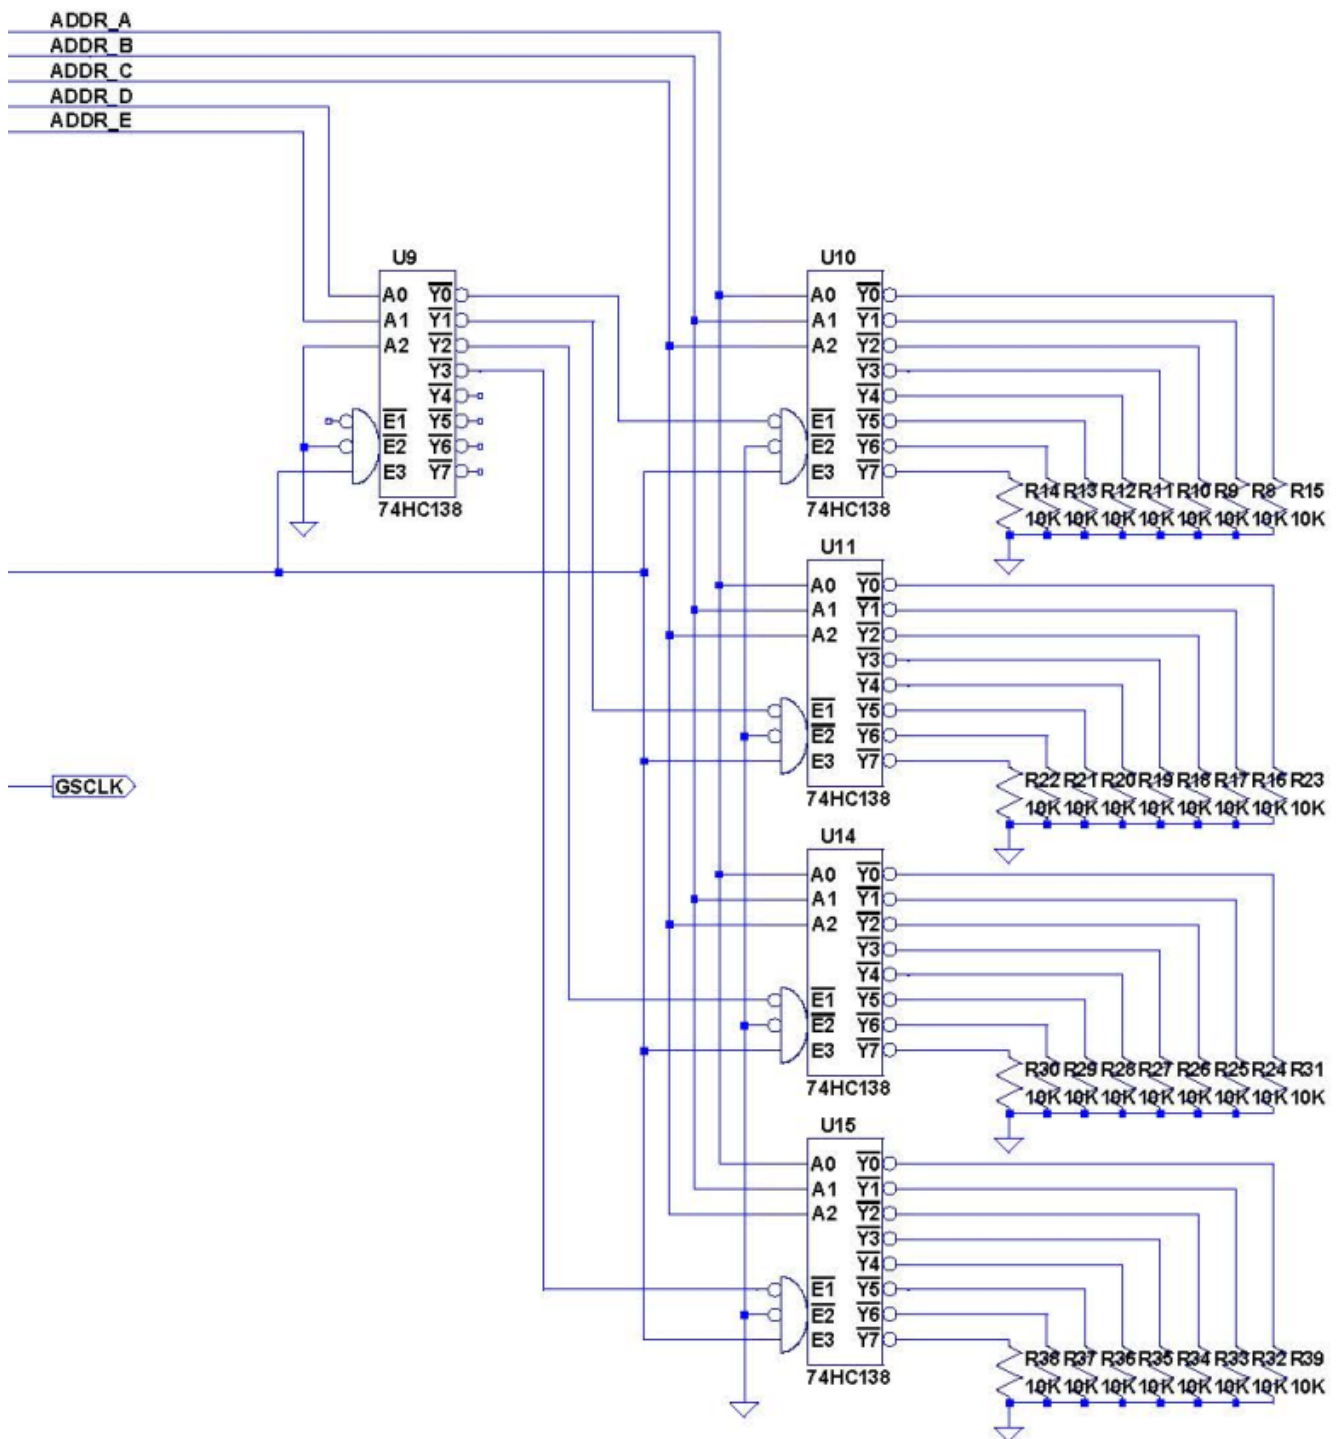 ADDR_A
ADDR_B
ADDR_C
ADDR_D
ADDR_E
U9
A0 Y0
A1 Y1
A2 Y2
Y3
Y4
E1 Y5
E2 Y6
E3 Y7
74HC138
U10
A0 Y0
A1 Y1
A2 Y2
Y3
Y4
E1 Y5
E2 Y6
E3 Y7
74HC138
R14 R13 R12 R11 R10 R9 R8 R15
10K 10K 10K 10K 10K 10K 10K 10K
U11
A0 Y0
A1 Y1
A2 Y2
Y3
Y4
E1 Y5
E2 Y6
E3 Y7
74HC138
R22 R21 R20 R19 R18 R17 R16 R23
10K 10K 10K 10K 10K 10K 10K 10K
GSCLK
U14
A0 Y0
A1 Y1
A2 Y2
Y3
Y4
E1 Y5
E2 Y6
E3 Y7
74HC138
R30 R29 R28 R27 R26 R25 R24 R31
10K 10K 10K 10K 10K 10K 10K 10K
U15
A0 Y0
A1 Y1
A2 Y2
Y3
Y4
E1 Y5
E2 Y6
E3 Y7
74HC138
R38 R37 R36 R35 R34 R33 R32 R39
10K 10K 10K 10K 10K 10K 10K 10K